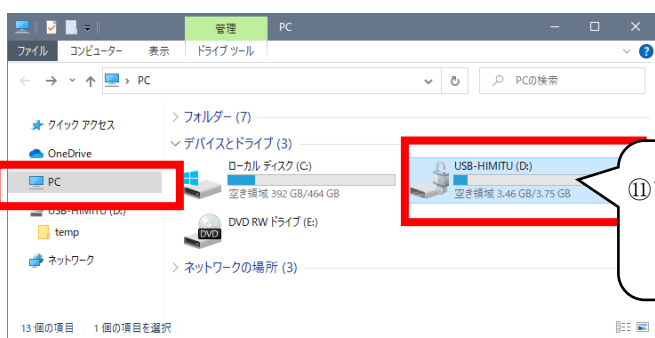 管理 PC
ファイル コンピューター 表示 ドライブ ツール
PC PCの検索
クイック アクセス
OneDrive
PC
USB-HIMITU (D:)
temp
ネットワーク
フォルダー (7)
デバイスとドライブ (3)
ローカル ディスク (C:)
空き領域 392 GB/464 GB
USB-HIMITU (D:)
空き領域 3.46 GB/3.75 GB
DVD RW ドライブ (E:)
DVD
ネットワークの場所 (3)
⑪
13 個の項目 1 個の項目を選択